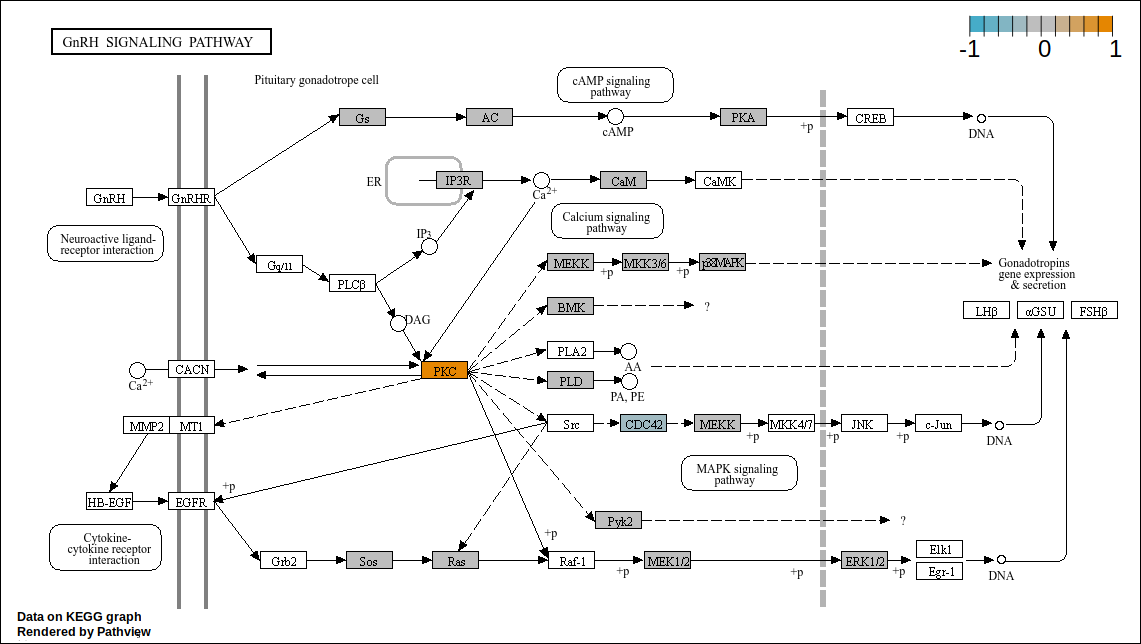 GnRH SIGNALING PATHWAY
-1 0 1
Pituitary gonadotrope cell
cAMP signaling
pathway
Gs
AC
cAMP
PKA
+p
CREB
DNA
ER
IP3R
Ca2+
CaM
CaMK
GnRH
GnRHR
Calcium signaling
pathway
Neuroactive ligand-
receptor interaction
IP3
Gq/11
PLCβ
DAG
MEKK
+p
MKK3/6
+p
p38MAPK
Gonadotropins
gene expression
& secretion
BMK
?
LHβ
αGSU
FSHβ
PLA2
AA
Ca2+
CACN
PKC
PLD
PA, PE
MMP2
MT1
Src
CDC42
MEKK
+p
MKK4/7
+p
JNK
+p
c-Jun
DNA
MAPK signaling
pathway
HB-EGF
EGFR
+p
Pyk2
?
Cytokine-
cytokine receptor
interaction
Grb2
Sos
Ras
+p
Raf-1
+p
MEK1/2
+p
ERK1/2
+p
Elk1
Egr-1
DNA
Data on KEGG graph
Rendered by Pathview